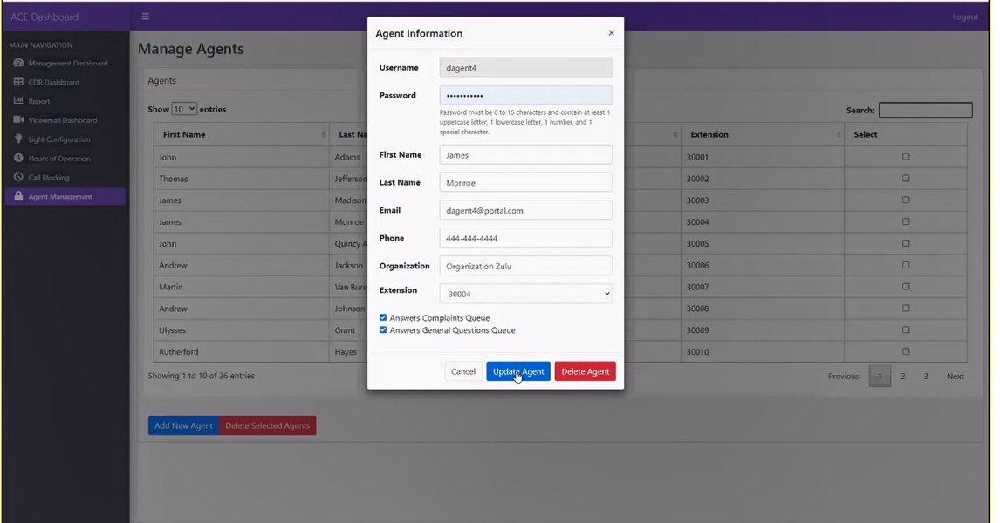 ACE Dashboard
Logout
MAIN NAVIGATION
Management Dashboard
CDR Dashboard
Report
Videomail Dashboard
Light Configuration
Hours of Operation
Call Blocking
Agent Management
Manage Agents
Agents
Show 10 entries
Search:
First Name Last Na Extension Select
John Adams 30001
Thomas Jefferson 30002
James Madison 30003
James Monroe 30004
John Quincy A 30005
Andrew Jackson 30006
Martin Van Bure 30007
Andrew Johnson 30008
Ulysses Grant 30009
Rutherford Hayes 30010
Showing 1 to 10 of 26 entries
Previous 1 2 3 Next
Add New Agent Delete Selected Agents
Agent Information ×
Username dagent4
Password •••••••••••
Password must be 6 to 15 characters and contain at least 1
uppercase letter, 1 lowercase letter, 1 number, and 1
special character.
First Name James
Last Name Monroe
Email dagent4@portal.com
Phone 444-444-4444
Organization Organization Zulu
Extension 30004
Answers Complaints Queue
Answers General Questions Queue
Cancel Update Agent Delete Agent